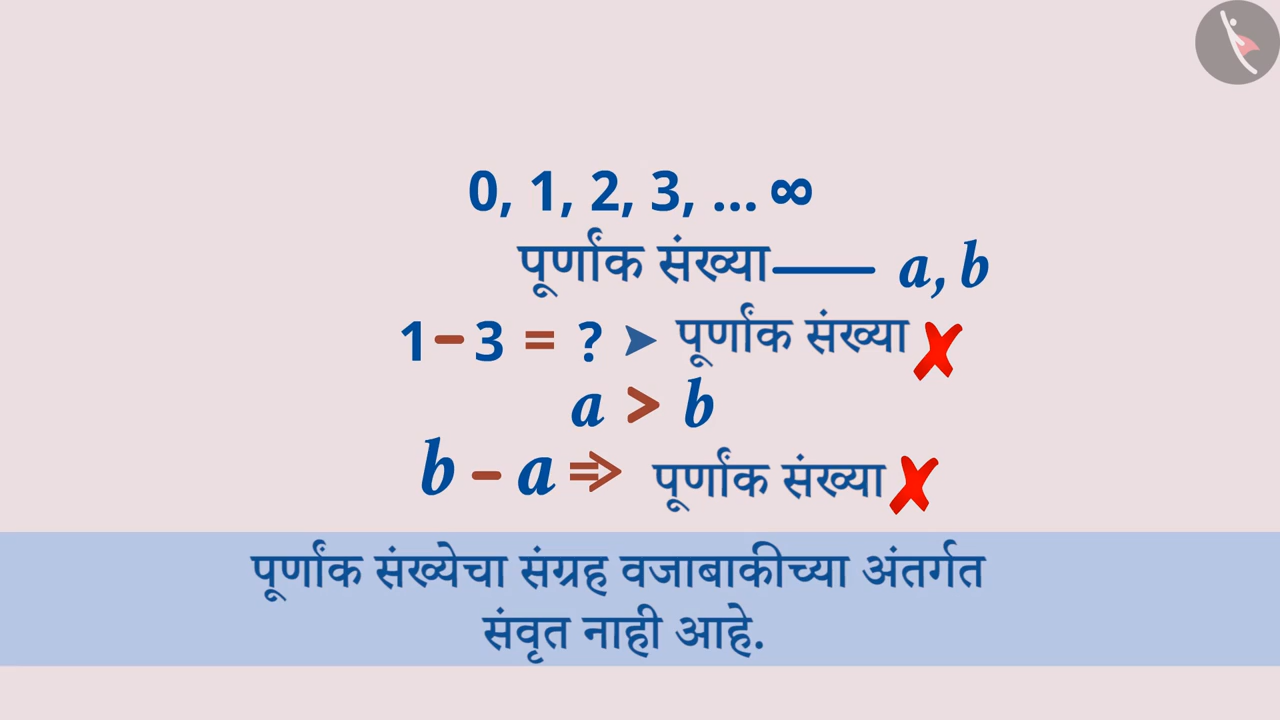 0, 1, 2, 3, ... ∞
पूर्णांक संख्या — a, b
1 − 3 = ? ➤ पूर्णांक संख्या ✗
a > b
b − a ⇒ पूर्णांक संख्या ✗
पूर्णांक संख्येचा संग्रह वजाबाकीच्या अंतर्गत
संवृत नाही आहे.